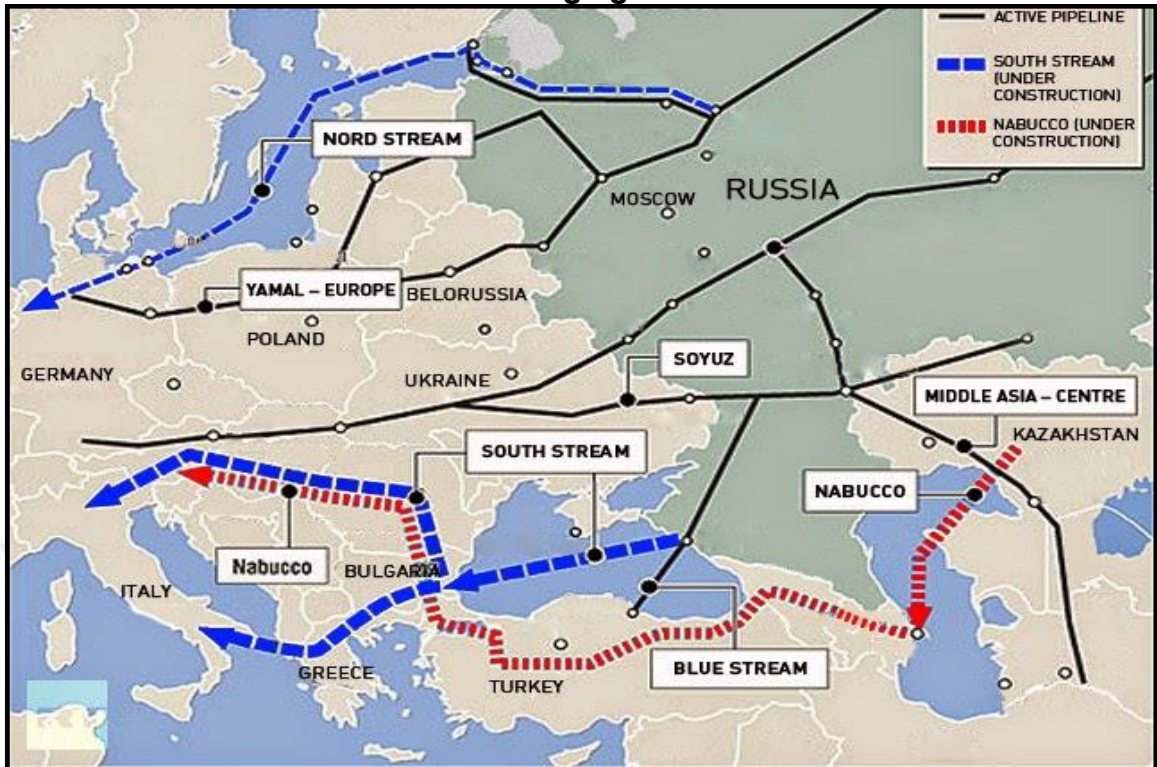 ACTIVE PIPELINE
SOUTH STREAM
(UNDER
CONSTRUCTION)
NABUCCO (UNDER
CONSTRUCTION)
NORD STREAM
MOSCOW
RUSSIA
YAMAL – EUROPE
BELORUSSIA
POLAND
GERMANY
UKRAINE
SOYUZ
MIDDLE ASIA – CENTRE
KAZAKHSTAN
SOUTH STREAM
NABUCCO
Nabucco
BULGARIA
ITALY
GREECE
TURKEY
BLUE STREAM